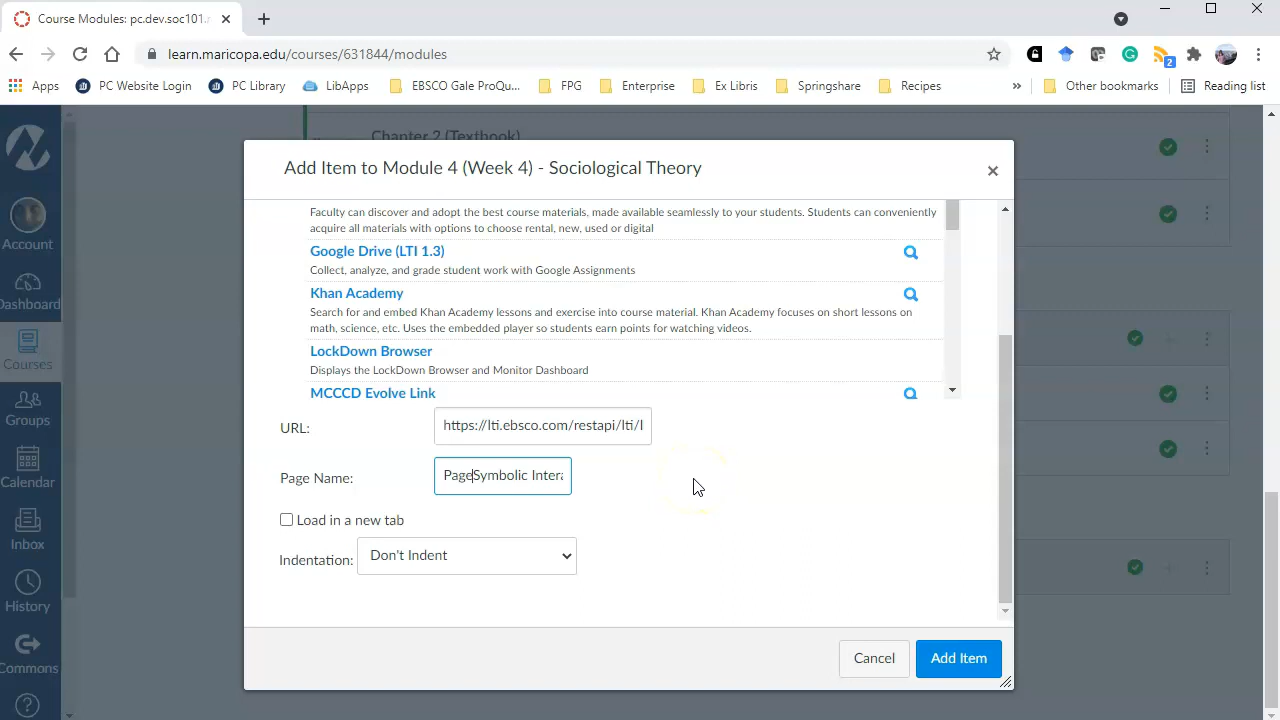 Course Modules: pc.dev.soc101.
learn.maricopa.edu/courses/631844/modules
2
Apps
PC Website Login
PC Library
LibApps
EBSCO Gale ProQu...
FPG
Enterprise
Ex Libris
Springshare
Recipes
»
Other bookmarks
Reading list
Chapter 2 (Textbook)
Account
Dashboard
Courses
Groups
Calendar
Inbox
History
Commons
Add Item to Module 4 (Week 4) - Sociological Theory
Faculty can discover and adopt the best course materials, made available seamlessly to your students. Students can conveniently
acquire all materials with options to choose rental, new, used or digital
Google Drive (LTI 1.3)
Collect, analyze, and grade student work with Google Assignments
Khan Academy
Search for and embed Khan Academy lessons and exercise into course material. Khan Academy focuses on short lessons on
math, science, etc. Uses the embedded player so students earn points for watching videos.
LockDown Browser
Displays the LockDown Browser and Monitor Dashboard
MCCCD Evolve Link
URL:
https://lti.ebsco.com/restapi/lti/l
Page Name:
PageSymbolic Intera
Load in a new tab
Indentation:
Don't Indent
Cancel
Add Item